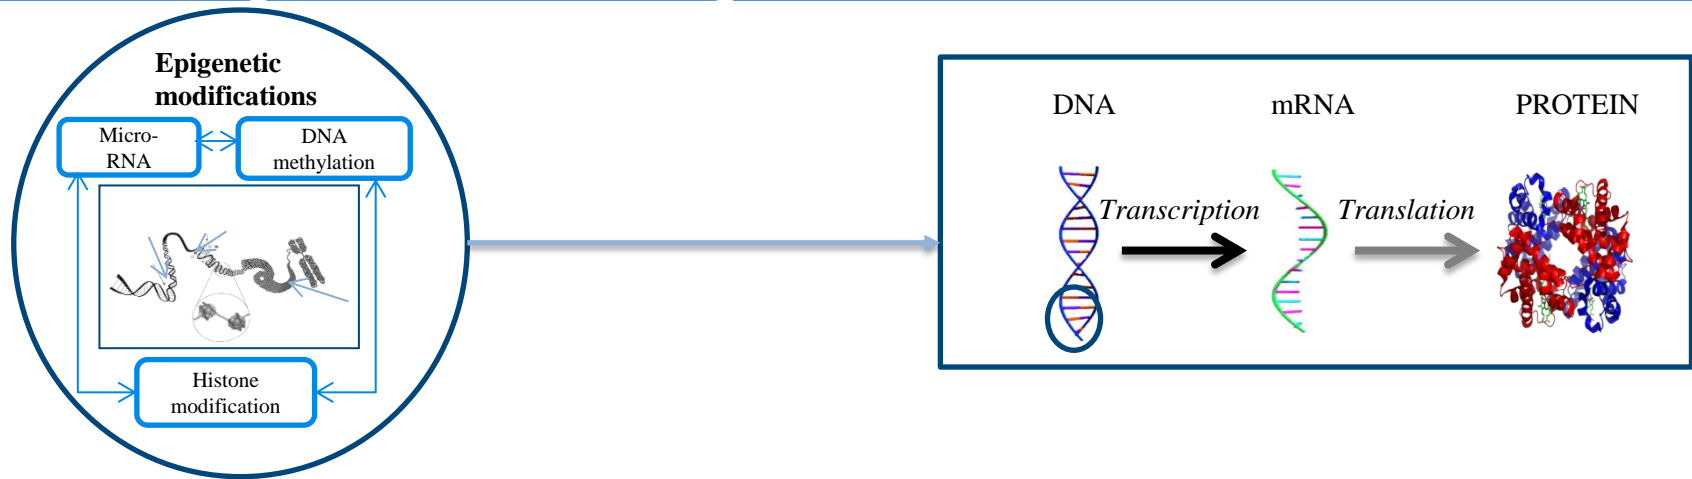 Epigenetic
modifications
Micro-
RNA
DNA
methylation
Histone
modification
DNA
mRNA
PROTEIN
Transcription
Translation